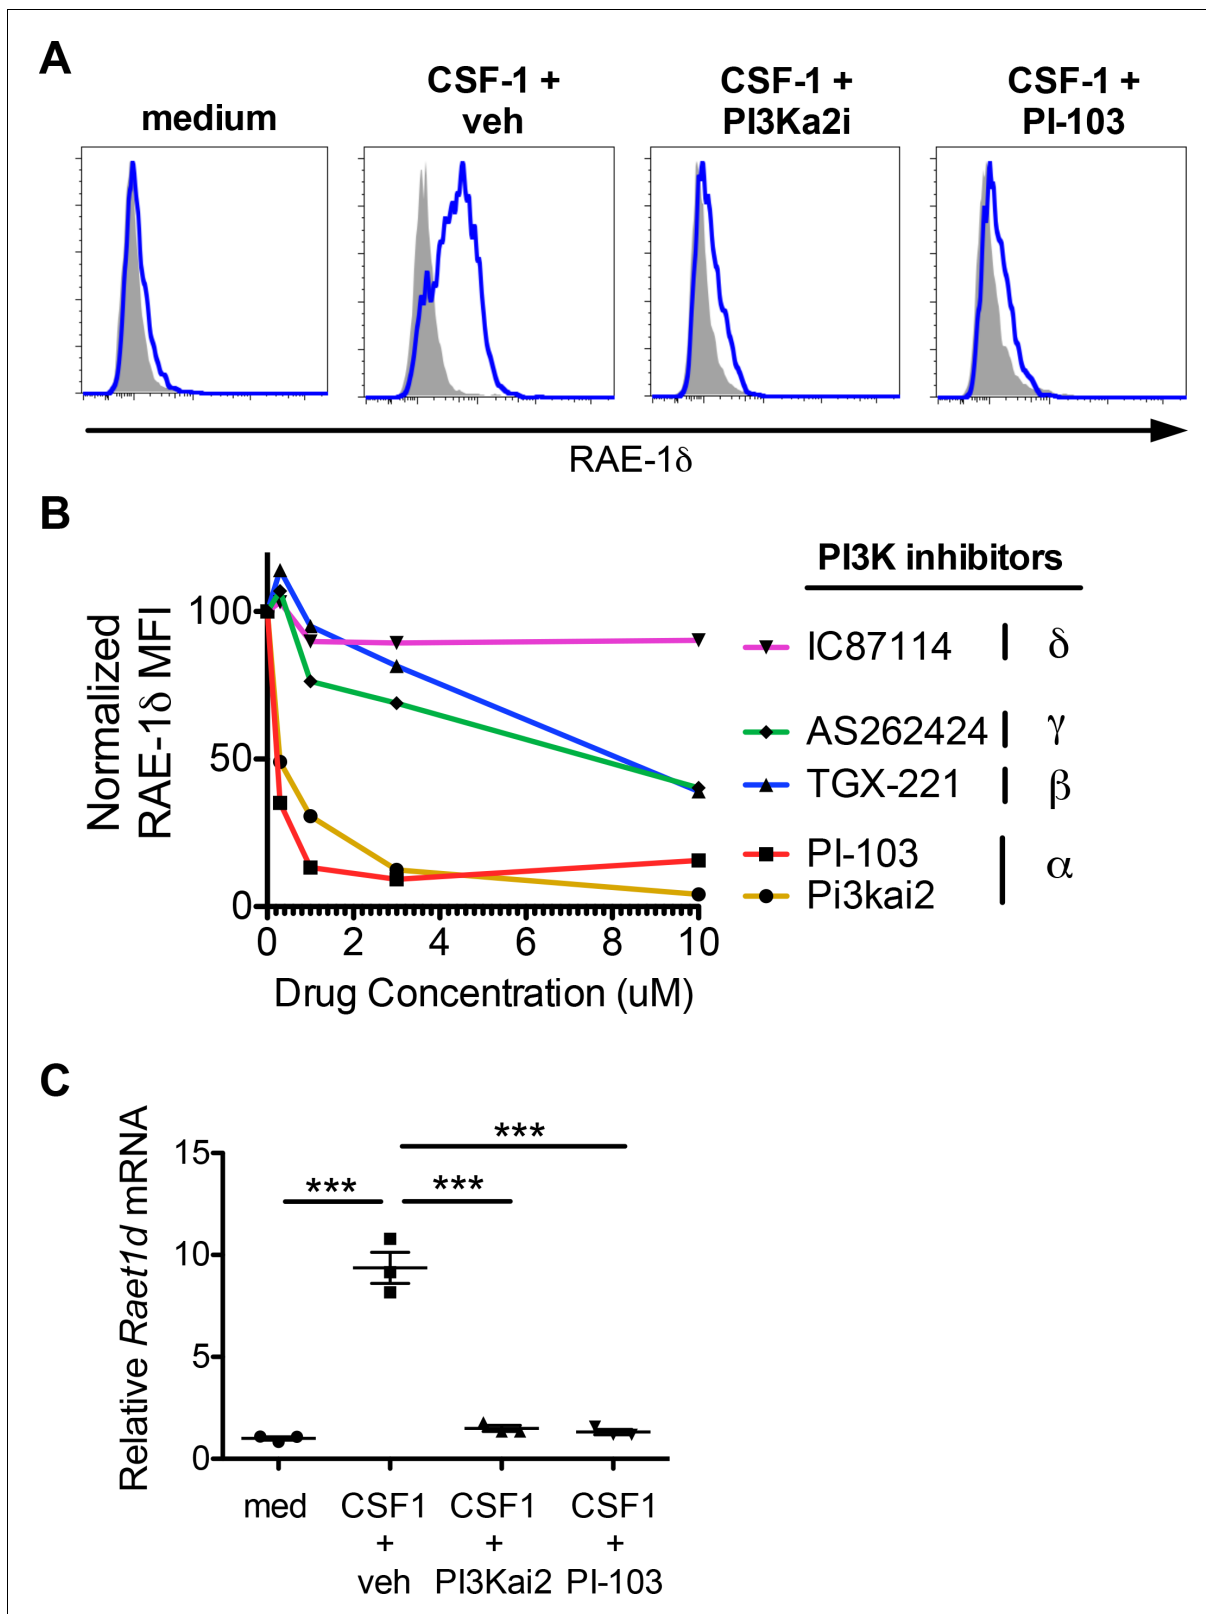 A
medium
CSF-1 +
veh
CSF-1 +
PI3Ka2i
CSF-1 +
PI-103
RAE-1δ
B
Normalized
RAE-1δ MFI
100
50
0
0 2 4 6 8 10
Drug Concentration (uM)
PI3K inhibitors
IC87114 δ
AS262424 γ
TGX-221 β
PI-103
Pi3kai2
α
C
Relative Raet1d mRNA
15
10
5
0
***
*** ***
med
CSF1
+
veh
CSF1
+
PI3Kai2
CSF1
+
PI-103